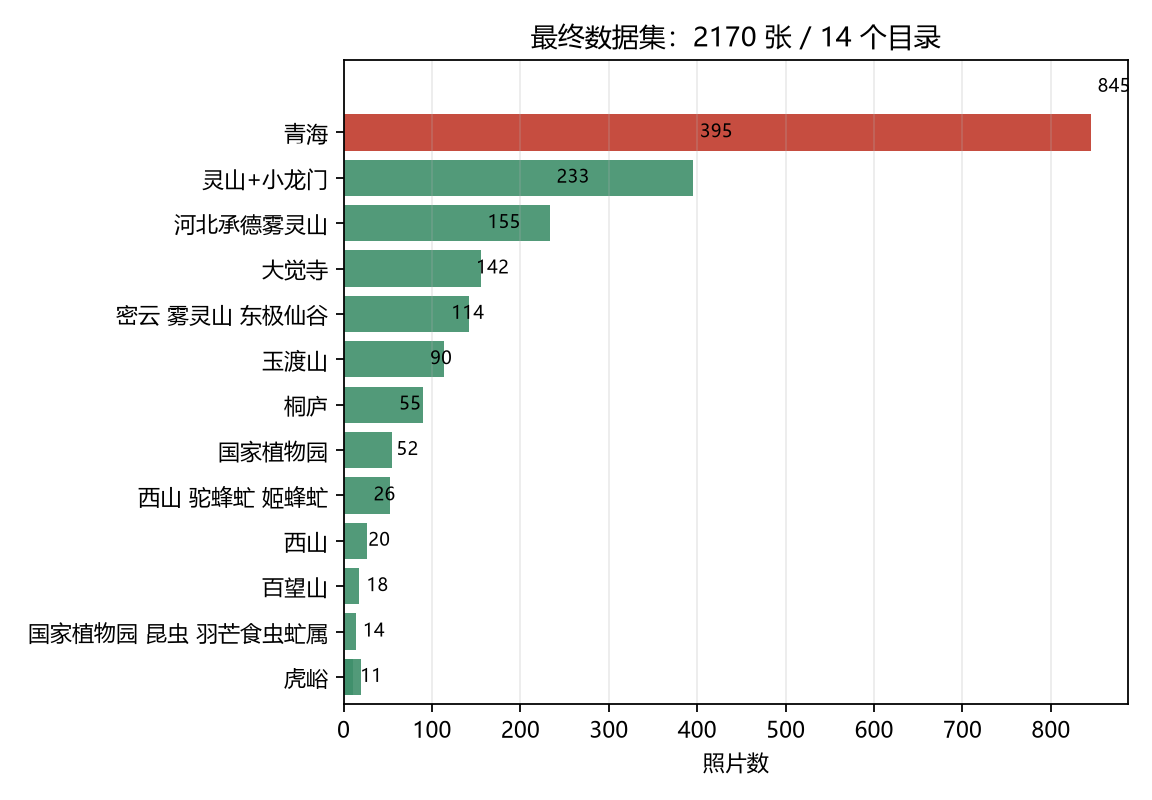 最终数据集：2170 张 / 14 个目录
845
青海
395
灵山+小龙门
233
河北承德雾灵山
155
大觉寺
142
密云 雾灵山 东极仙谷
114
玉渡山
90
桐庐
55
国家植物园
52
西山 驼蜂虻 姬蜂虻
26
西山
20
百望山
18
国家植物园 昆虫 羽芒食虫虻属
14
虎峪
11
0 100 200 300 400 500 600 700 800
照片数